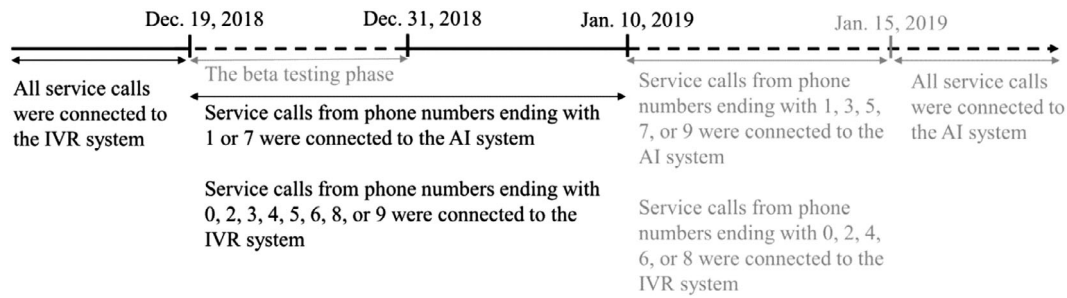 Dec. 19, 2018
Dec. 31, 2018
Jan. 10, 2019
Jan. 15, 2019
All service calls
were connected to
the IVR system
The beta testing phase
Service calls from phone numbers ending with
1 or 7 were connected to the AI system
Service calls from phone numbers ending with
0, 2, 3, 4, 5, 6, 8, or 9 were connected to the
IVR system
Service calls from phone
numbers ending with 1, 3, 5,
7, or 9 were connected to the
AI system
Service calls from phone
numbers ending with 0, 2, 4,
6, or 8 were connected to the
IVR system
All service calls
were connected to
the AI system